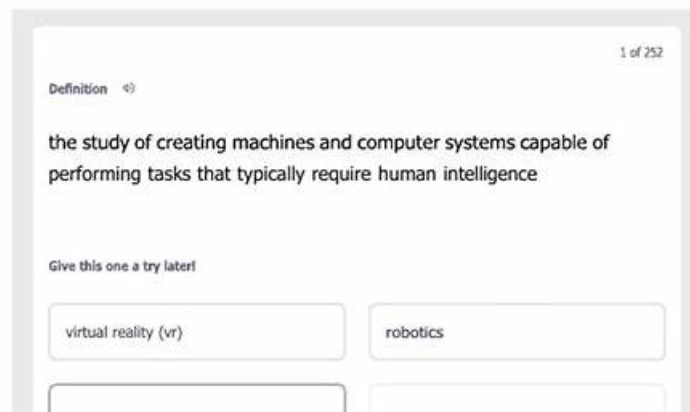 1 of 252
Definition
the study of creating machines and computer systems capable of
performing tasks that typically require human intelligence
Give this one a try later!
virtual reality (vr)
robotics